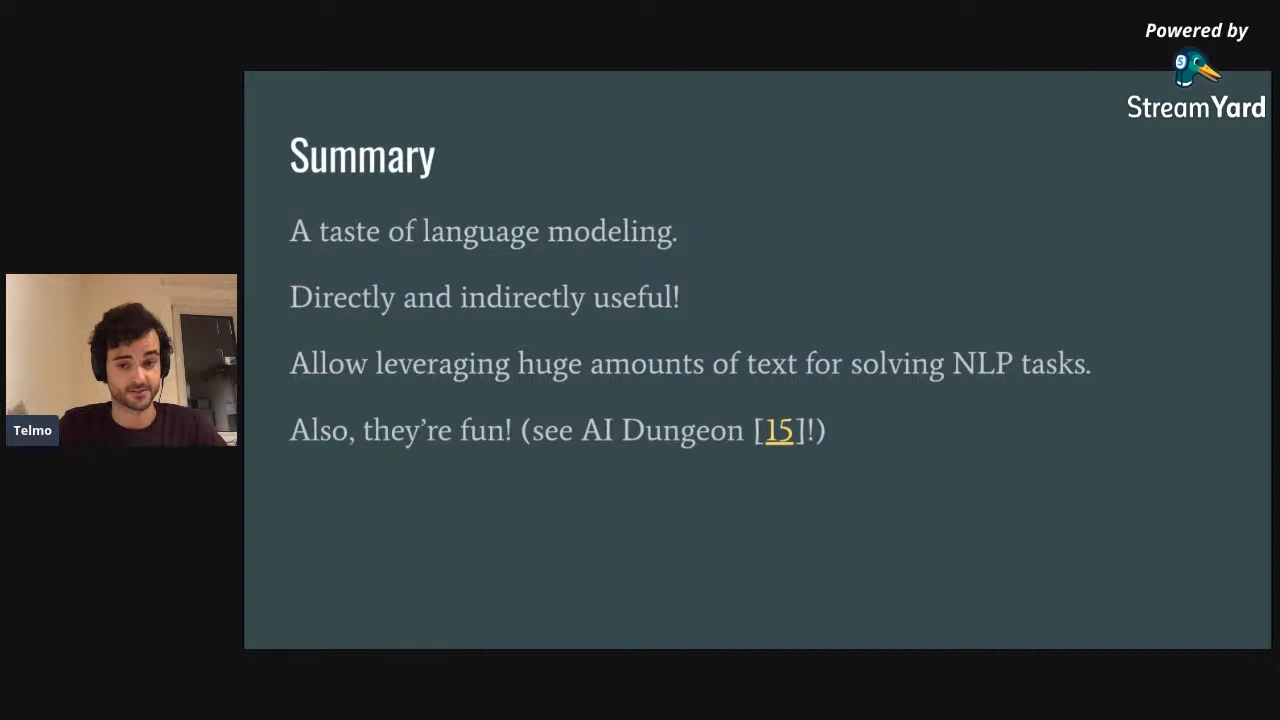 Powered by
StreamYard
Summary
A taste of language modeling.
Directly and indirectly useful!
Allow leveraging huge amounts of text for solving NLP tasks.
Also, they’re fun! (see AI Dungeon [15]!)
Telmo